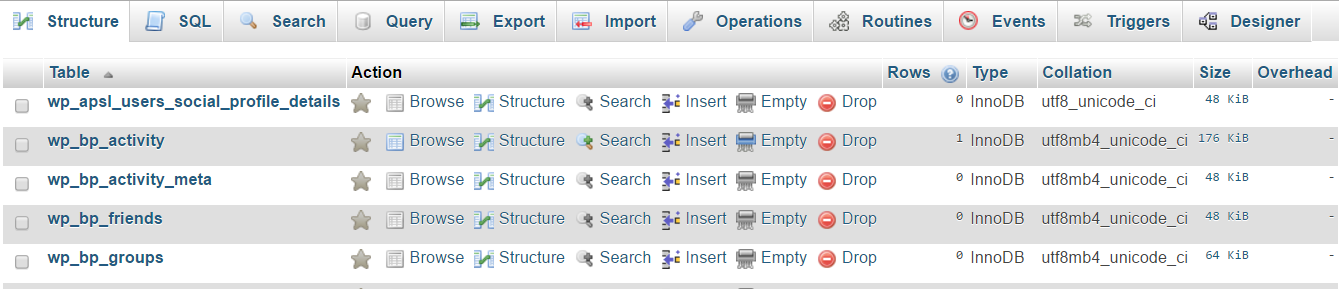 Structure SQL Search Query Export Import Operations Routines Events Triggers Designer
Table Action Rows Type Collation Size Overhead
wp_apsl_users_social_profile_details Browse Structure Search Insert Empty Drop 0 InnoDB utf8_unicode_ci 48 KiB -
wp_bp_activity Browse Structure Search Insert Empty Drop 1 InnoDB utf8mb4_unicode_ci 176 KiB -
wp_bp_activity_meta Browse Structure Search Insert Empty Drop 0 InnoDB utf8mb4_unicode_ci 48 KiB -
wp_bp_friends Browse Structure Search Insert Empty Drop 0 InnoDB utf8mb4_unicode_ci 48 KiB -
wp_bp_groups Browse Structure Search Insert Empty Drop 0 InnoDB utf8mb4_unicode_ci 64 KiB -